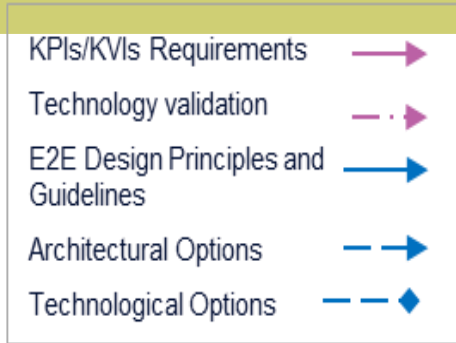 KPIs/KVIs Requirements
Technology validation
E2E Design Principles and
Guidelines
Architectural Options
Technological Options